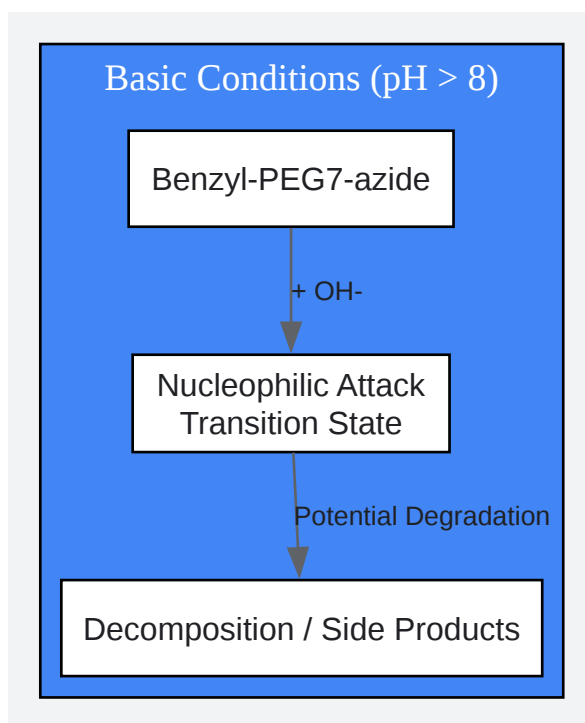 Basic Conditions (pH > 8)
Benzyl-PEG7-azide
+ OH-
Nucleophilic Attack
Transition State
Potential Degradation
Decomposition / Side Products